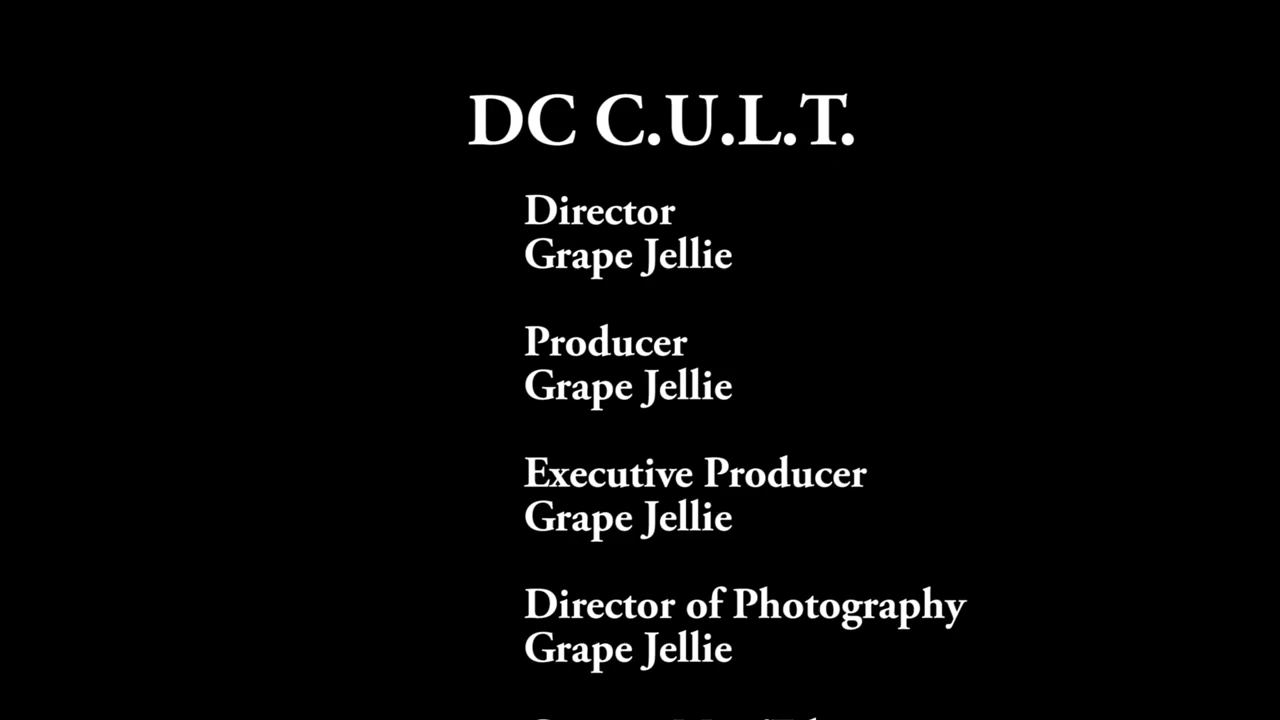 DC C.U.L.T.
Director
Grape Jellie
Producer
Grape Jellie
Executive Producer
Grape Jellie
Director of Photography
Grape Jellie